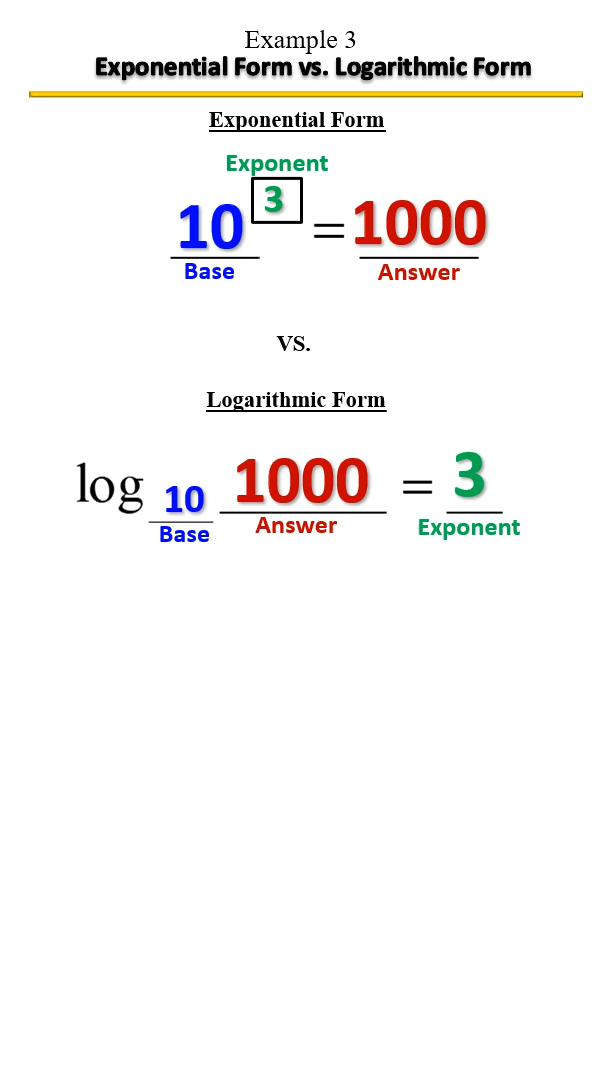 Example 3
Exponential Form vs. Logarithmic Form
Exponential Form
Exponent
10 3 = 1000
Base Answer
vs.
Logarithmic Form
log 10 1000 = 3
Base Answer Exponent